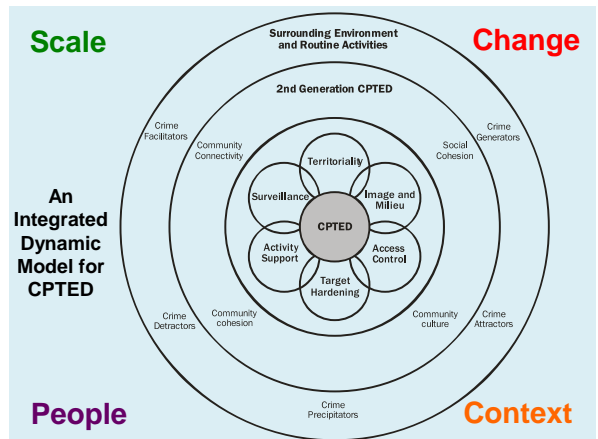 Scale
Surrounding Environment
and Routine Activities
Change
2nd Generation CPTED
Crime
Facilitators
Crime
Generators
Community
Connectivity
Social
Cohesion
Territoriality
Surveillance
Image and
Milieu
An
Integrated
Dynamic
Model for
CPTED
CPTED
Activity
Support
Access
Control
Target
Hardening
Crime
Detractors
Community
cohesion
Community
culture
Crime
Attractors
People
Crime
Precipitators
Context